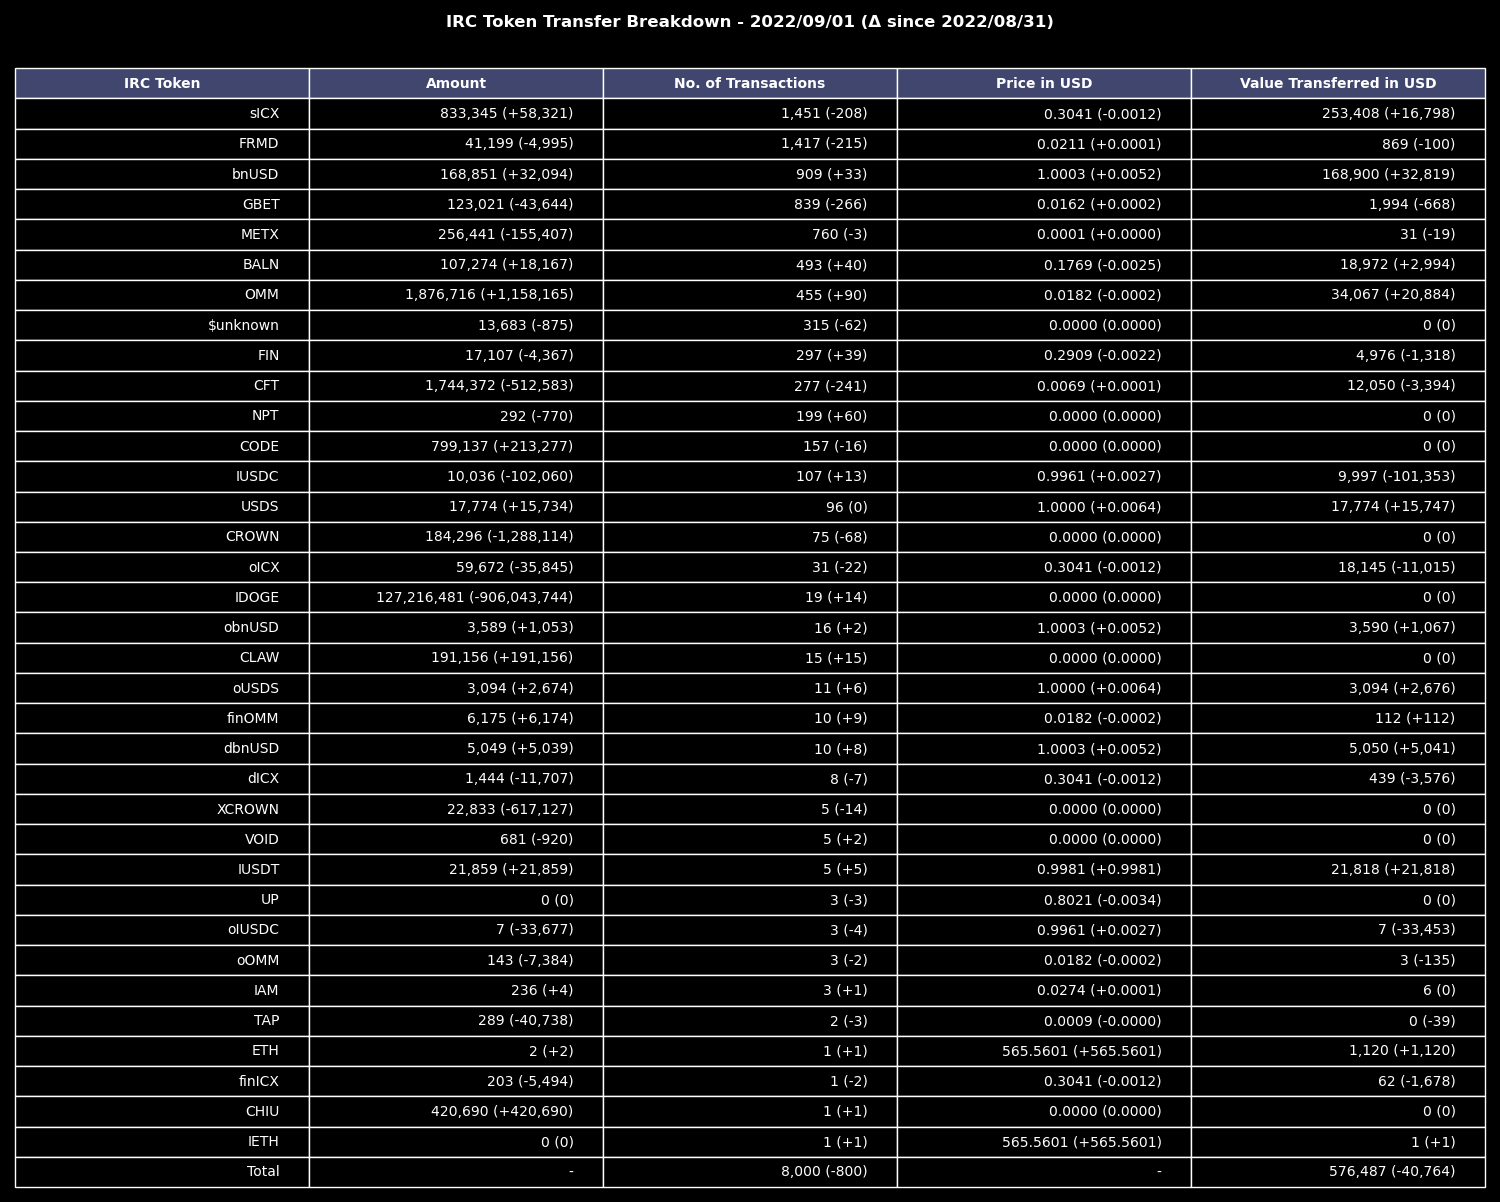 IRC Token Transfer Breakdown - 2022/09/01 (Δ since 2022/08/31)
IRC Token Amount No. of Transactions Price in USD Value Transferred in USD
sICX 833,345 (+58,321) 1,451 (-208) 0.3041 (-0.0012) 253,408 (+16,798)
FRMD 41,199 (-4,995) 1,417 (-215) 0.0211 (+0.0001) 869 (-100)
bnUSD 168,851 (+32,094) 909 (+33) 1.0003 (+0.0052) 168,900 (+32,819)
GBET 123,021 (-43,644) 839 (-266) 0.0162 (+0.0002) 1,994 (-668)
METX 256,441 (-155,407) 760 (-3) 0.0001 (+0.0000) 31 (-19)
BALN 107,274 (+18,167) 493 (+40) 0.1769 (-0.0025) 18,972 (+2,994)
OMM 1,876,716 (+1,158,165) 455 (+90) 0.0182 (-0.0002) 34,067 (+20,884)
$unknown 13,683 (-875) 315 (-62) 0.0000 (0.0000) 0 (0)
FIN 17,107 (-4,367) 297 (+39) 0.2909 (-0.0022) 4,976 (-1,318)
CFT 1,744,372 (-512,583) 277 (-241) 0.0069 (+0.0001) 12,050 (-3,394)
NPT 292 (-770) 199 (+60) 0.0000 (0.0000) 0 (0)
CODE 799,137 (+213,277) 157 (-16) 0.0000 (0.0000) 0 (0)
IUSDC 10,036 (-102,060) 107 (+13) 0.9961 (+0.0027) 9,997 (-101,353)
USDS 17,774 (+15,734) 96 (0) 1.0000 (+0.0064) 17,774 (+15,747)
CROWN 184,296 (-1,288,114) 75 (-68) 0.0000 (0.0000) 0 (0)
oICX 59,672 (-35,845) 31 (-22) 0.3041 (-0.0012) 18,145 (-11,015)
IDOGE 127,216,481 (-906,043,744) 19 (+14) 0.0000 (0.0000) 0 (0)
obnUSD 3,589 (+1,053) 16 (+2) 1.0003 (+0.0052) 3,590 (+1,067)
CLAW 191,156 (+191,156) 15 (+15) 0.0000 (0.0000) 0 (0)
oUSDS 3,094 (+2,674) 11 (+6) 1.0000 (+0.0064) 3,094 (+2,676)
finOMM 6,175 (+6,174) 10 (+9) 0.0182 (-0.0002) 112 (+112)
dbnUSD 5,049 (+5,039) 10 (+8) 1.0003 (+0.0052) 5,050 (+5,041)
dICX 1,444 (-11,707) 8 (-7) 0.3041 (-0.0012) 439 (-3,576)
XCROWN 22,833 (-617,127) 5 (-14) 0.0000 (0.0000) 0 (0)
VOID 681 (-920) 5 (+2) 0.0000 (0.0000) 0 (0)
IUSDT 21,859 (+21,859) 5 (+5) 0.9981 (+0.9981) 21,818 (+21,818)
UP 0 (0) 3 (-3) 0.8021 (-0.0034) 0 (0)
oIUSDC 7 (-33,677) 3 (-4) 0.9961 (+0.0027) 7 (-33,453)
oOMM 143 (-7,384) 3 (-2) 0.0182 (-0.0002) 3 (-135)
IAM 236 (+4) 3 (+1) 0.0274 (+0.0001) 6 (0)
TAP 289 (-40,738) 2 (-3) 0.0009 (-0.0000) 0 (-39)
ETH 2 (+2) 1 (+1) 565.5601 (+565.5601) 1,120 (+1,120)
finICX 203 (-5,494) 1 (-2) 0.3041 (-0.0012) 62 (-1,678)
CHIU 420,690 (+420,690) 1 (+1) 0.0000 (0.0000) 0 (0)
IETH 0 (0) 1 (+1) 565.5601 (+565.5601) 1 (+1)
Total - 8,000 (-800) - 576,487 (-40,764)